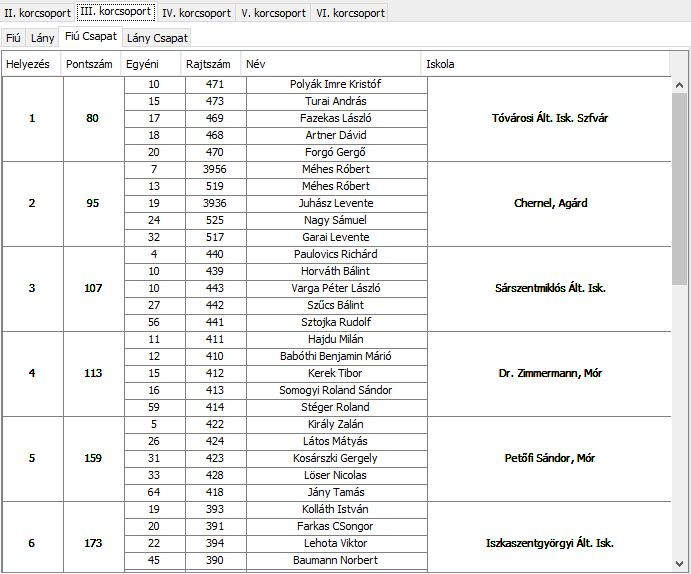 II. korcsoport III. korcsoport IV. korcsoport V. korcsoport VI. korcsoport
Fiú Lány Fiú Csapat Lány Csapat
Helyezés Pontszám Egyéni Rajtszám Név Iskola
10 471 Polyák Imre Kristóf
15 473 Turai András
1 80 17 469 Fazekas László Tóvárosi Ált. Isk. Szfvár
18 468 Artner Dávid
20 470 Forgó Gergő
7 3956 Méhes Róbert
13 519 Méhes Róbert
2 95 19 3936 Juhász Levente Chernel, Agárd
24 525 Nagy Sámuel
32 517 Garai Levente
4 440 Paulovics Richárd
10 439 Horváth Bálint
3 107 10 443 Varga Péter László Sárszentmiklós Ált. Isk.
27 442 Szűcs Bálint
56 441 Sztojka Rudolf
11 411 Hajdu Milán
12 410 Babóthi Benjamin Márió
4 113 15 412 Kerek Tibor Dr. Zimmermann, Mór
16 413 Somogyi Roland Sándor
59 414 Stéger Roland
5 422 Király Zalán
26 424 Látos Mátyás
5 159 31 423 Kosárszki Gergely Petőfi Sándor, Mór
33 428 Löser Nicolas
64 418 Jány Tamás
19 393 Kolláth István
20 391 Farkas CSongor
6 173 22 394 Lehota Viktor Iszkaszentgyörgyi Ált. Isk.
45 390 Baumann Norbert